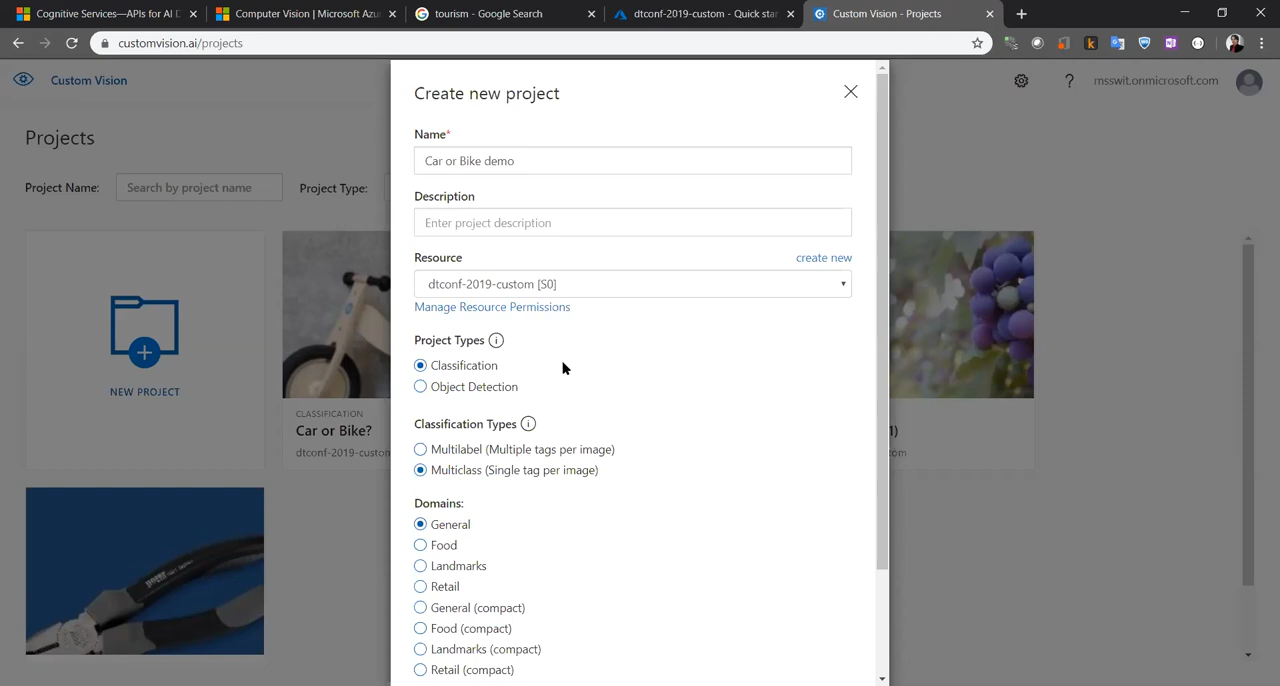 Cognitive Services—APIs for AI D
Computer Vision | Microsoft Azu
tourism - Google Search
dtconf-2019-custom - Quick star
Custom Vision - Projects
customvision.ai/projects
Custom Vision
msswit.onmicrosoft.com
Projects
Project Name:
Search by project name
Project Type:
NEW PROJECT
CLASSIFICATION
Car or Bike?
dtconf-2019-custom
1)
om
Create new project
Name*
Car or Bike demo
Description
Enter project description
Resource
create new
dtconf-2019-custom [S0]
Manage Resource Permissions
Project Types
Classification
Object Detection
Classification Types
Multilabel (Multiple tags per image)
Multiclass (Single tag per image)
Domains:
General
Food
Landmarks
Retail
General (compact)
Food (compact)
Landmarks (compact)
Retail (compact)